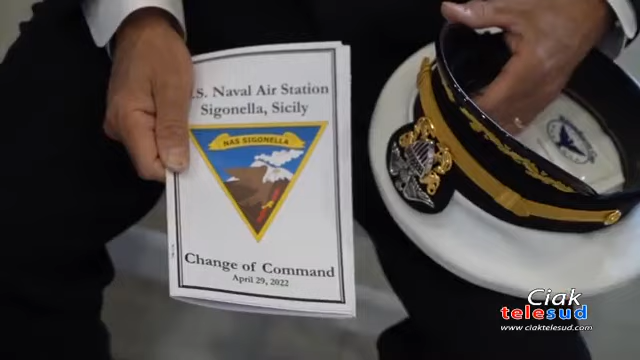 U.S. Naval Air Station
Sigonella, Sicily
NAS SIGONELLA
Change of Command
April 29, 2022
Ciak
telesud
www.ciaktelesud.com